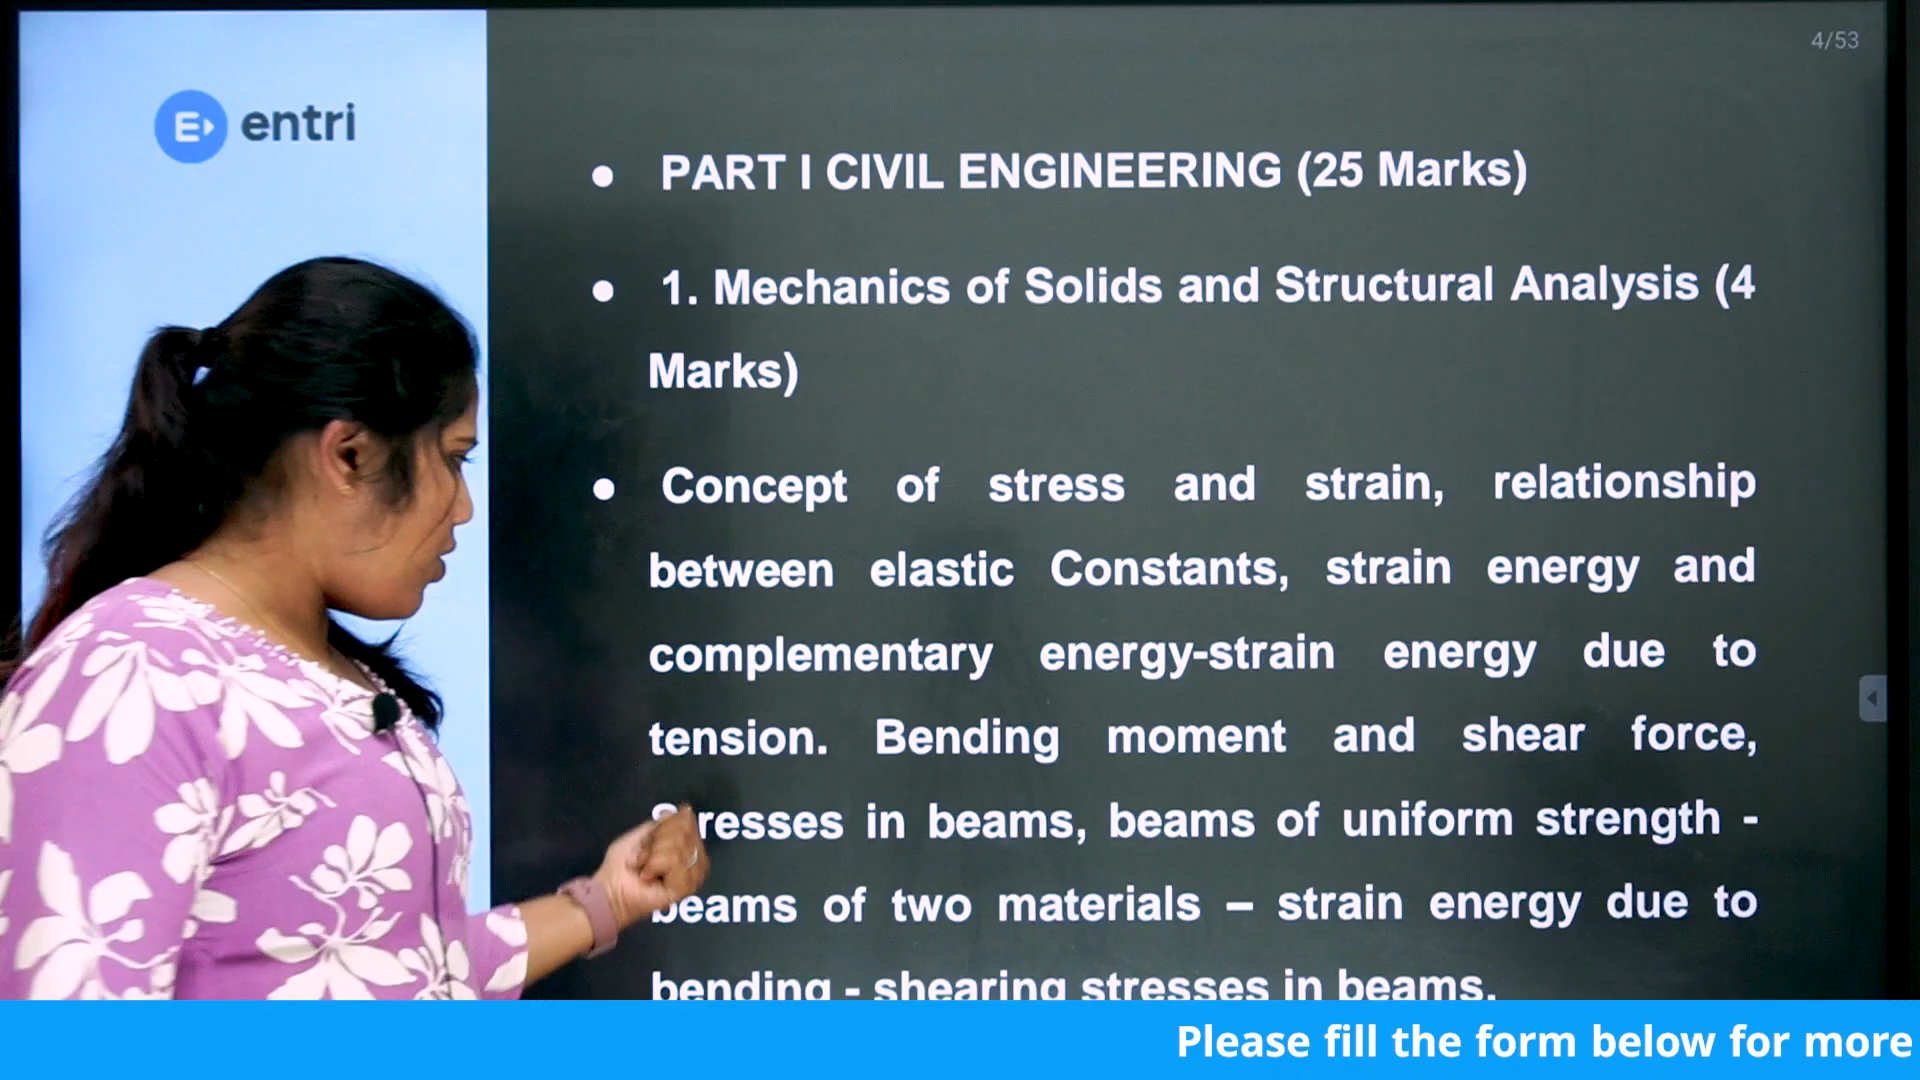 4/53
E entri
PART I CIVIL ENGINEERING (25 Marks)
1. Mechanics of Solids and Structural Analysis (4
Marks)
Concept of stress and strain, relationship
between elastic Constants, strain energy and
complementary energy-strain energy due to
tension. Bending moment and shear force,
Stresses in beams, beams of uniform strength -
beams of two materials – strain energy due to
bending - shearing stresses in beams.
Please fill the form below for more